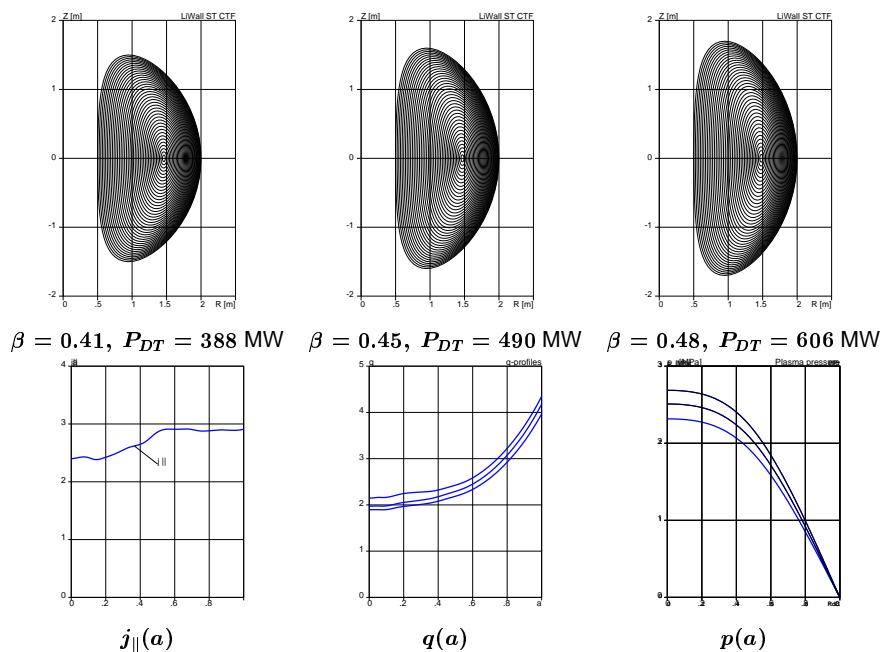 Z [m] LiWall ST CTF
2
1
0
-1
-2
0 .5 1 1.5 2 R [m]
Z [m] LiWall ST CTF
2
1
0
-1
-2
0 .5 1 1.5 2 R [m]
Z [m] LiWall ST CTF
2
1
0
-1
-2
0 .5 1 1.5 2 R [m]
β = 0.41, P_DT = 388 MW
β = 0.45, P_DT = 490 MW
β = 0.48, P_DT = 606 MW
4
3
2
1
0
j||
0 .2 .4 .6 .8
j||(a)
q q-profiles
5
4
3
2
1
0
0 .2 .4 .6 .8 a
q(a)
Plasma pressure
3
2
1
0 .2 .4 .6 .8
p(a)